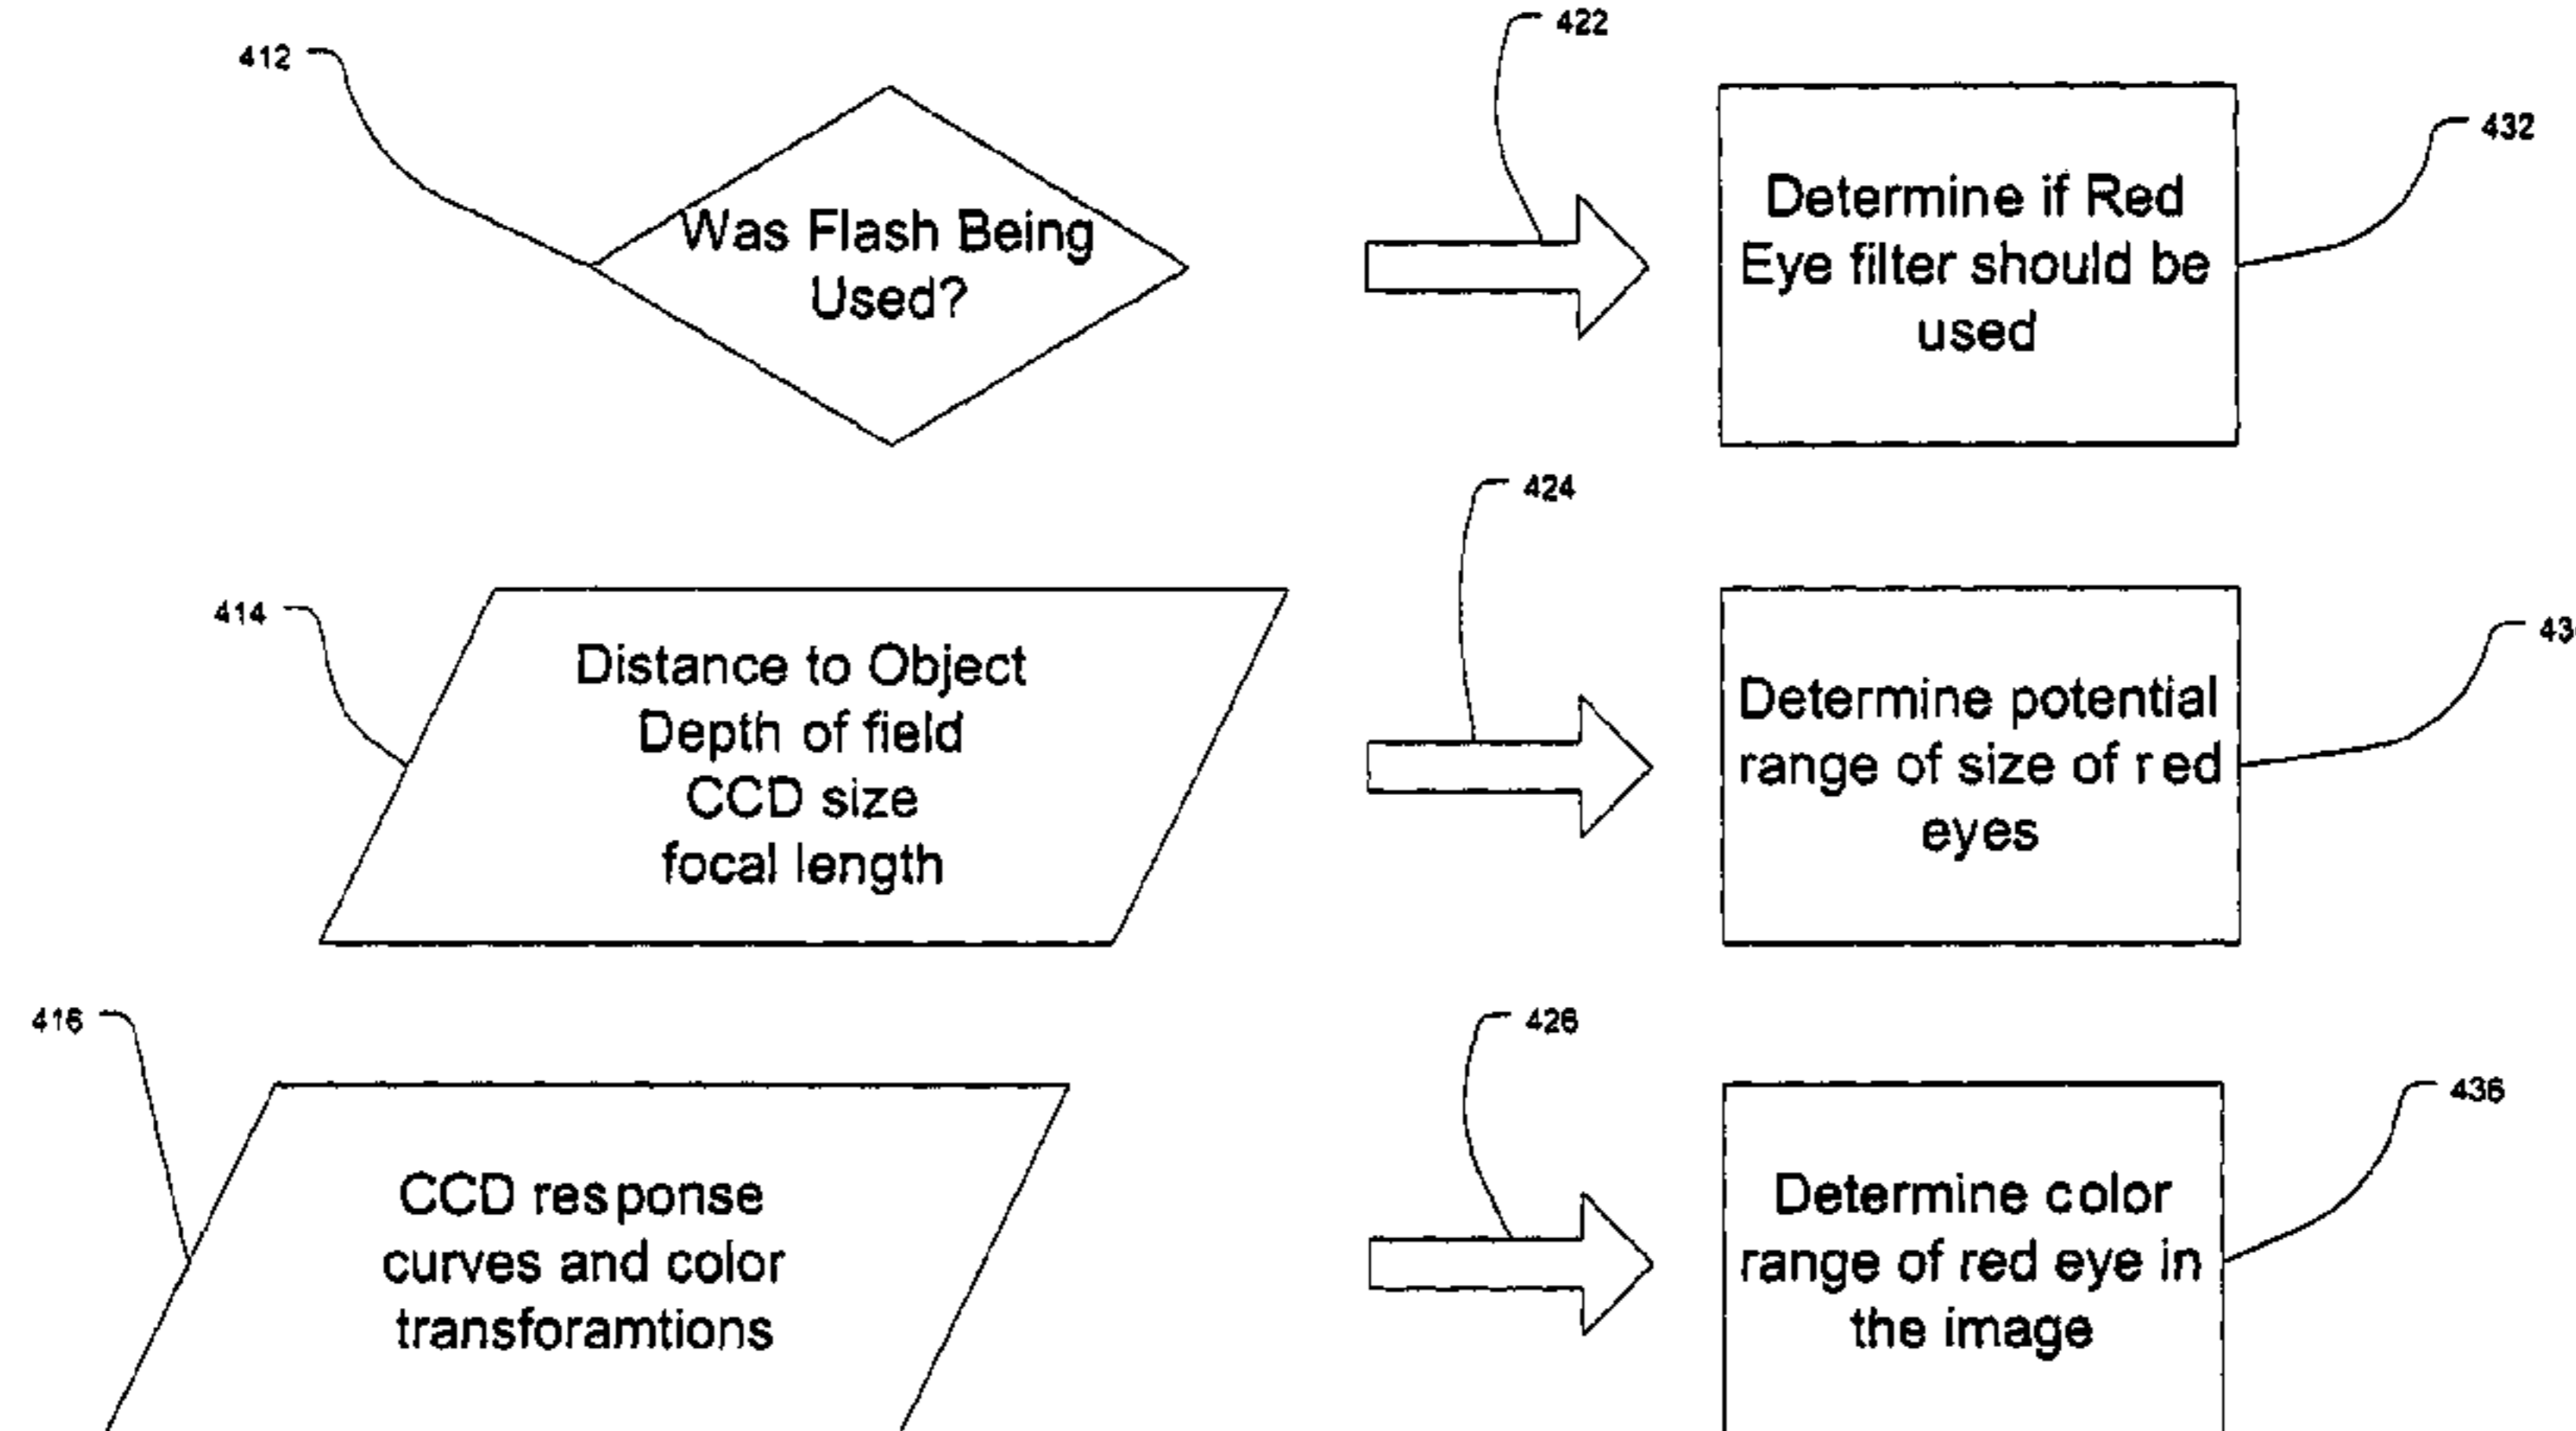 412
422
Was Flash Being
Used?
Determine if Red
Eye filter should be
used
432
414
424
Distance to Object
Depth of field
CCD size
focal length
Determine potential
range of size of red
eyes
43
416
426
CCD response
curves and color
transforamtions
Determine color
range of red eye in
the image
436